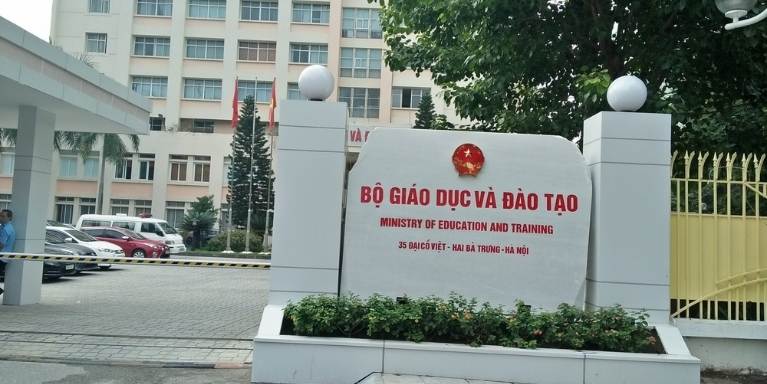 VÀ
BỘ GIÁO DỤC VÀ ĐÀO TẠO
MINISTRY OF EDUCATION AND TRAINING
35 ĐẠI CỒ VIỆT - HAI BÀ TRƯNG - HÀ NỘI